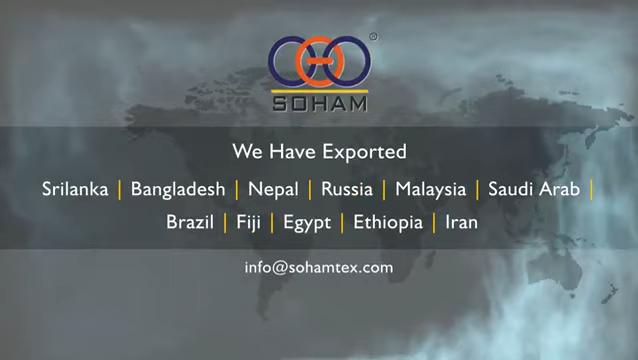 ®
SOHAM
We Have Exported
Srilanka | Bangladesh | Nepal | Russia | Malaysia | Saudi Arab |
Brazil | Fiji | Egypt | Ethiopia | Iran
info@sohamtex.com